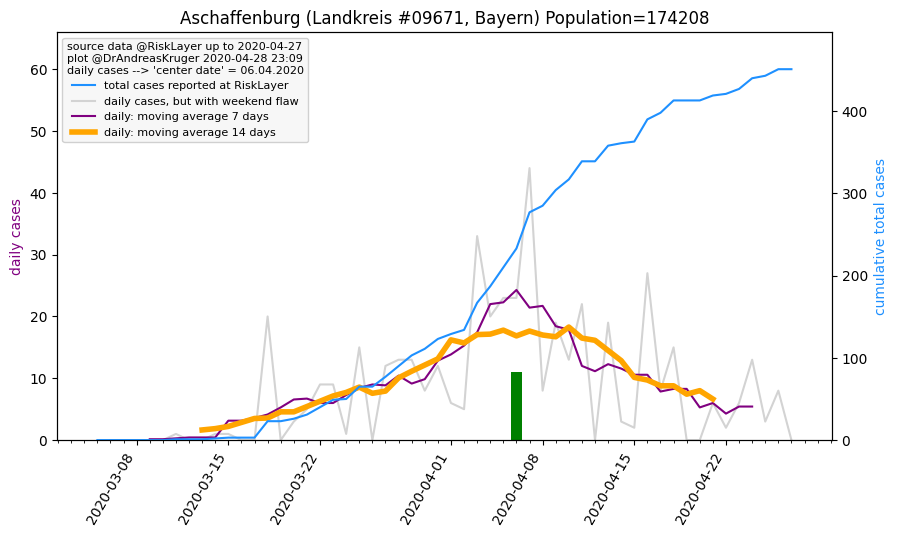 Aschaffenburg (Landkreis #09671, Bayern) Population=174208
source data @RiskLayer up to 2020-04-27
plot @DrAndreasKruger 2020-04-28 23:09
daily cases --> 'center date' = 06.04.2020
total cases reported at RiskLayer
daily cases, but with weekend flaw
daily: moving average 7 days
daily: moving average 14 days
60
50
40
30
20
10
0
daily cases
400
300
200
100
0
cumulative total cases
2020-03-08
2020-03-15
2020-03-22
2020-04-01
2020-04-08
2020-04-15
2020-04-22